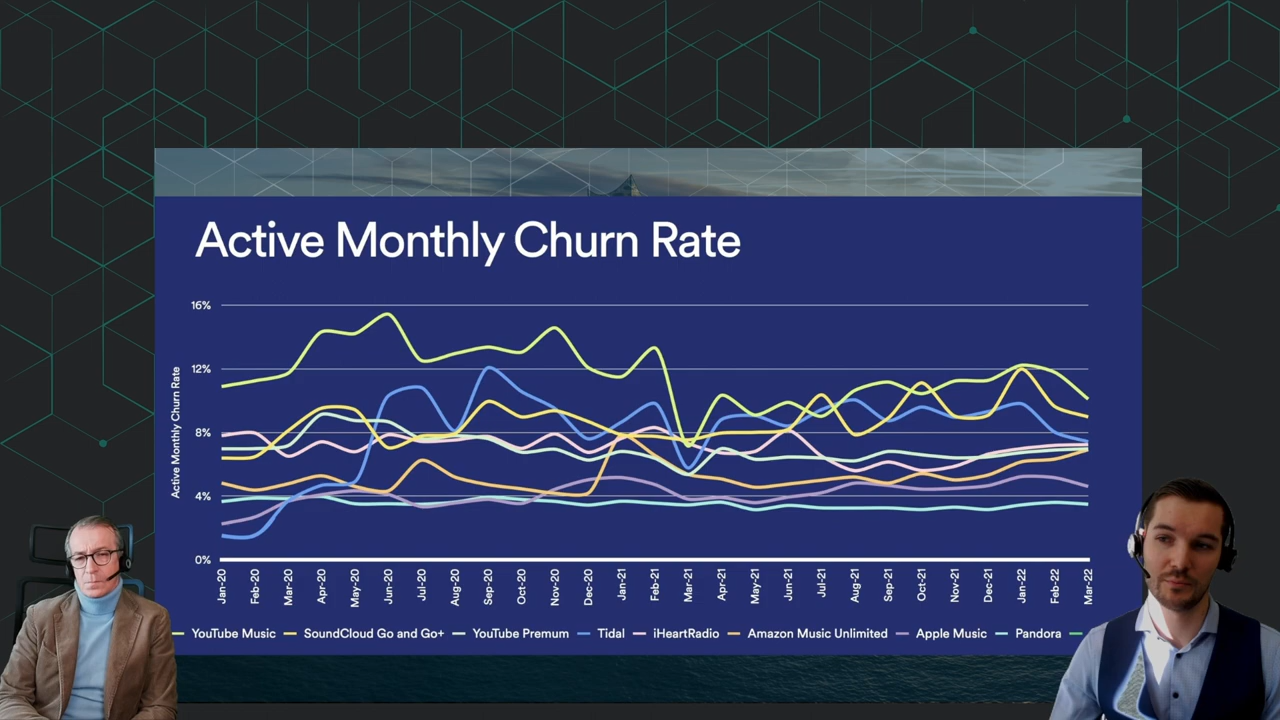 Active Monthly Churn Rate
16%
12%
8%
4%
0%
Active Monthly Churn Rate
Jan-20
Feb-20
Mar-20
Apr-20
May-20
Jun-20
Jul-20
Aug-20
Sep-20
Oct-20
Nov-20
Dec-20
Jan-21
Feb-21
Mar-21
Apr-21
May-21
Jun-21
Jul-21
Aug-21
Sep-21
Oct-21
Nov-21
Dec-21
Jan-22
Feb-22
Mar-22
YouTube Music SoundCloud Go and Go+ YouTube Premum Tidal iHeartRadio Amazon Music Unlimited Apple Music Pandora